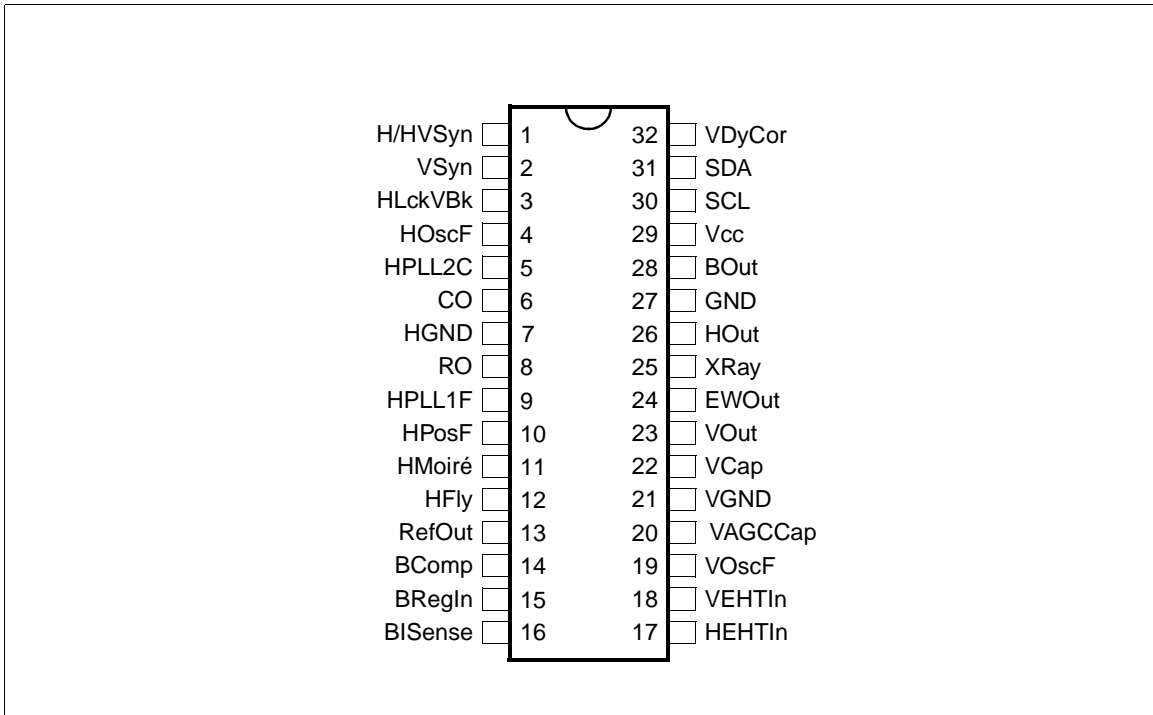 H/HVSyn 1 32 VDyCor
VSyn 2 31 SDA
HLckVBk 3 30 SCL
HOscF 4 29 Vcc
HPLL2C 5 28 BOut
CO 6 27 GND
HGND 7 26 HOut
RO 8 25 XRay
HPLL1F 9 24 EWOut
HPosF 10 23 VOut
HMoiré 11 22 VCap
HFly 12 21 VGND
RefOut 13 20 VAGCCap
BComp 14 19 VOscF
BRegIn 15 18 VEHTIn
BISense 16 17 HEHTIn